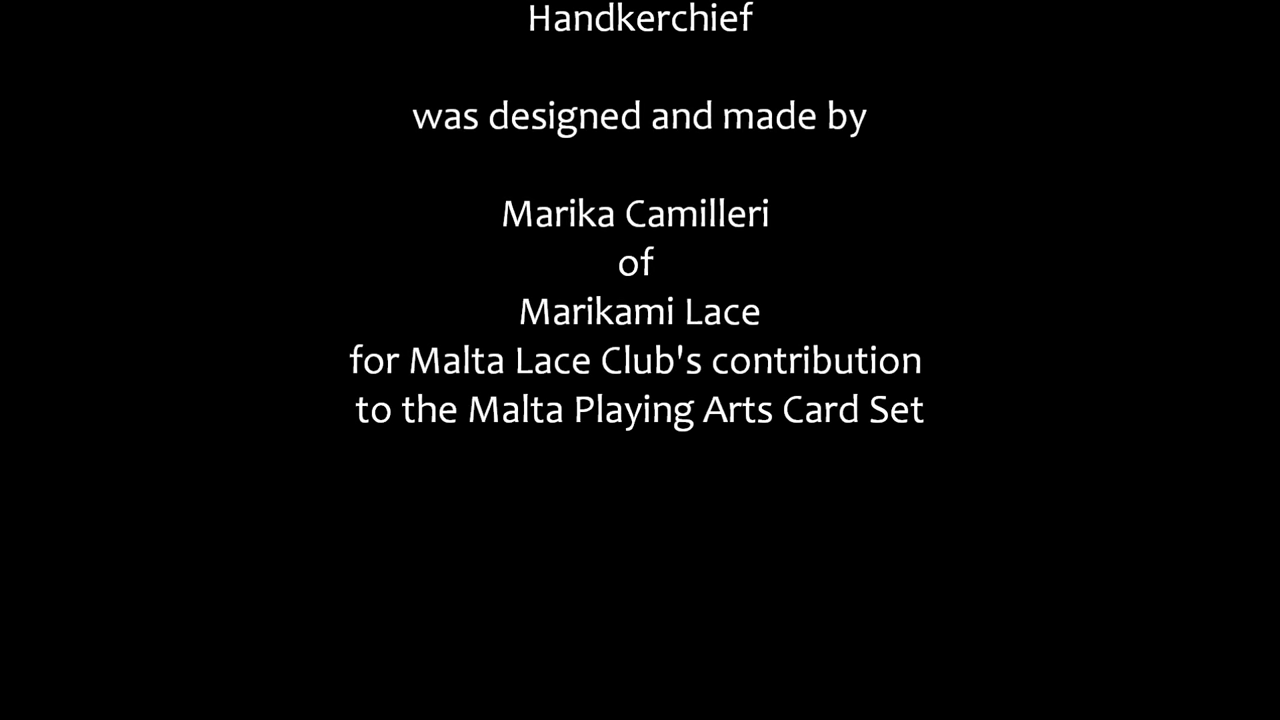 Handkerchief
was designed and made by
Marika Camilleri
of
Marikami Lace
for Malta Lace Club's contribution
to the Malta Playing Arts Card Set